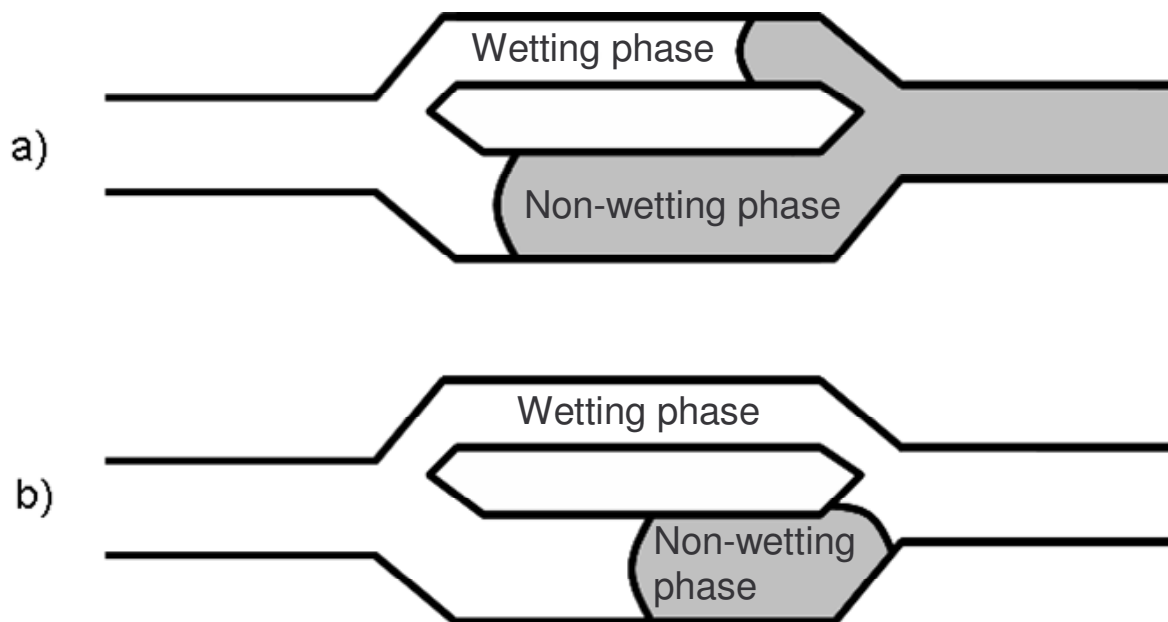 Wetting phase
a)
Non-wetting phase
Wetting phase
b)
Non-wetting
phase